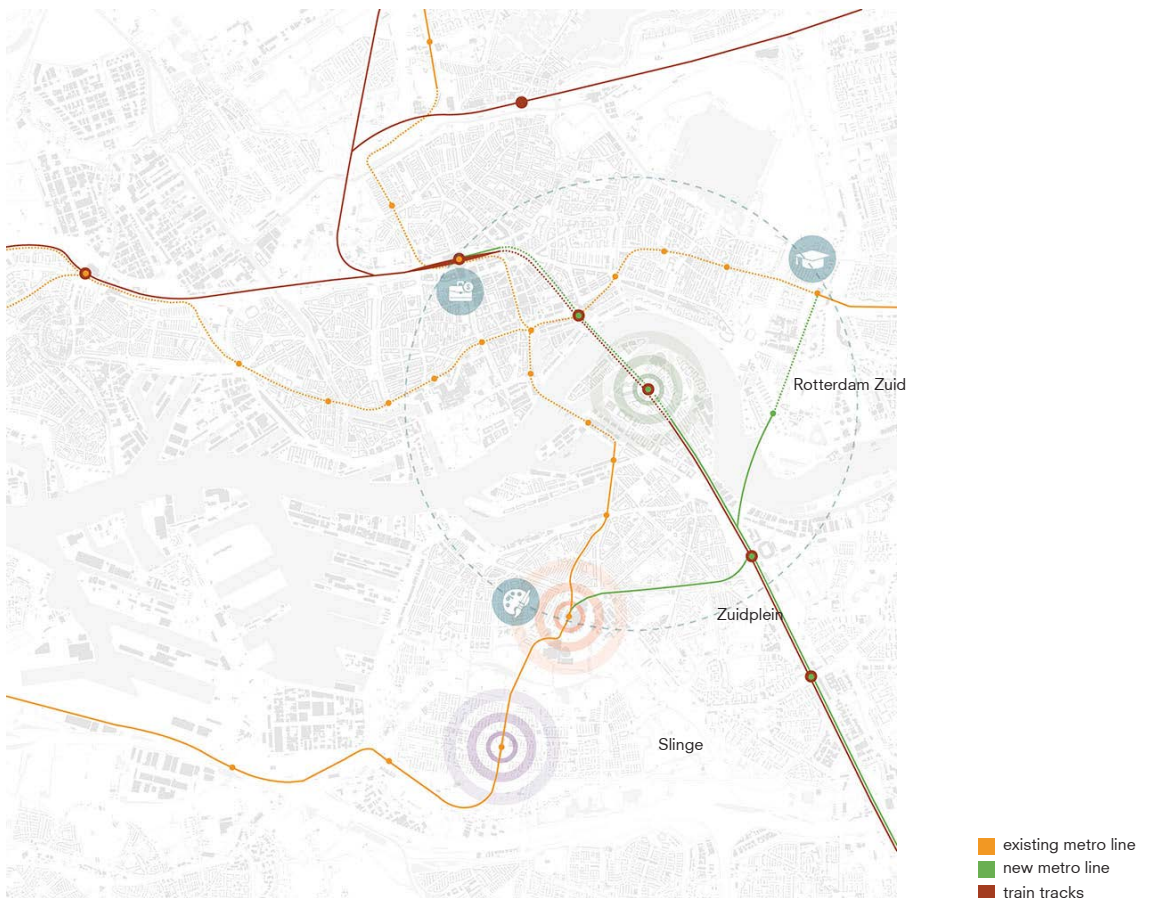 Rotterdam Zuid
Zuidplein
Slinge
existing metro line
new metro line
train tracks